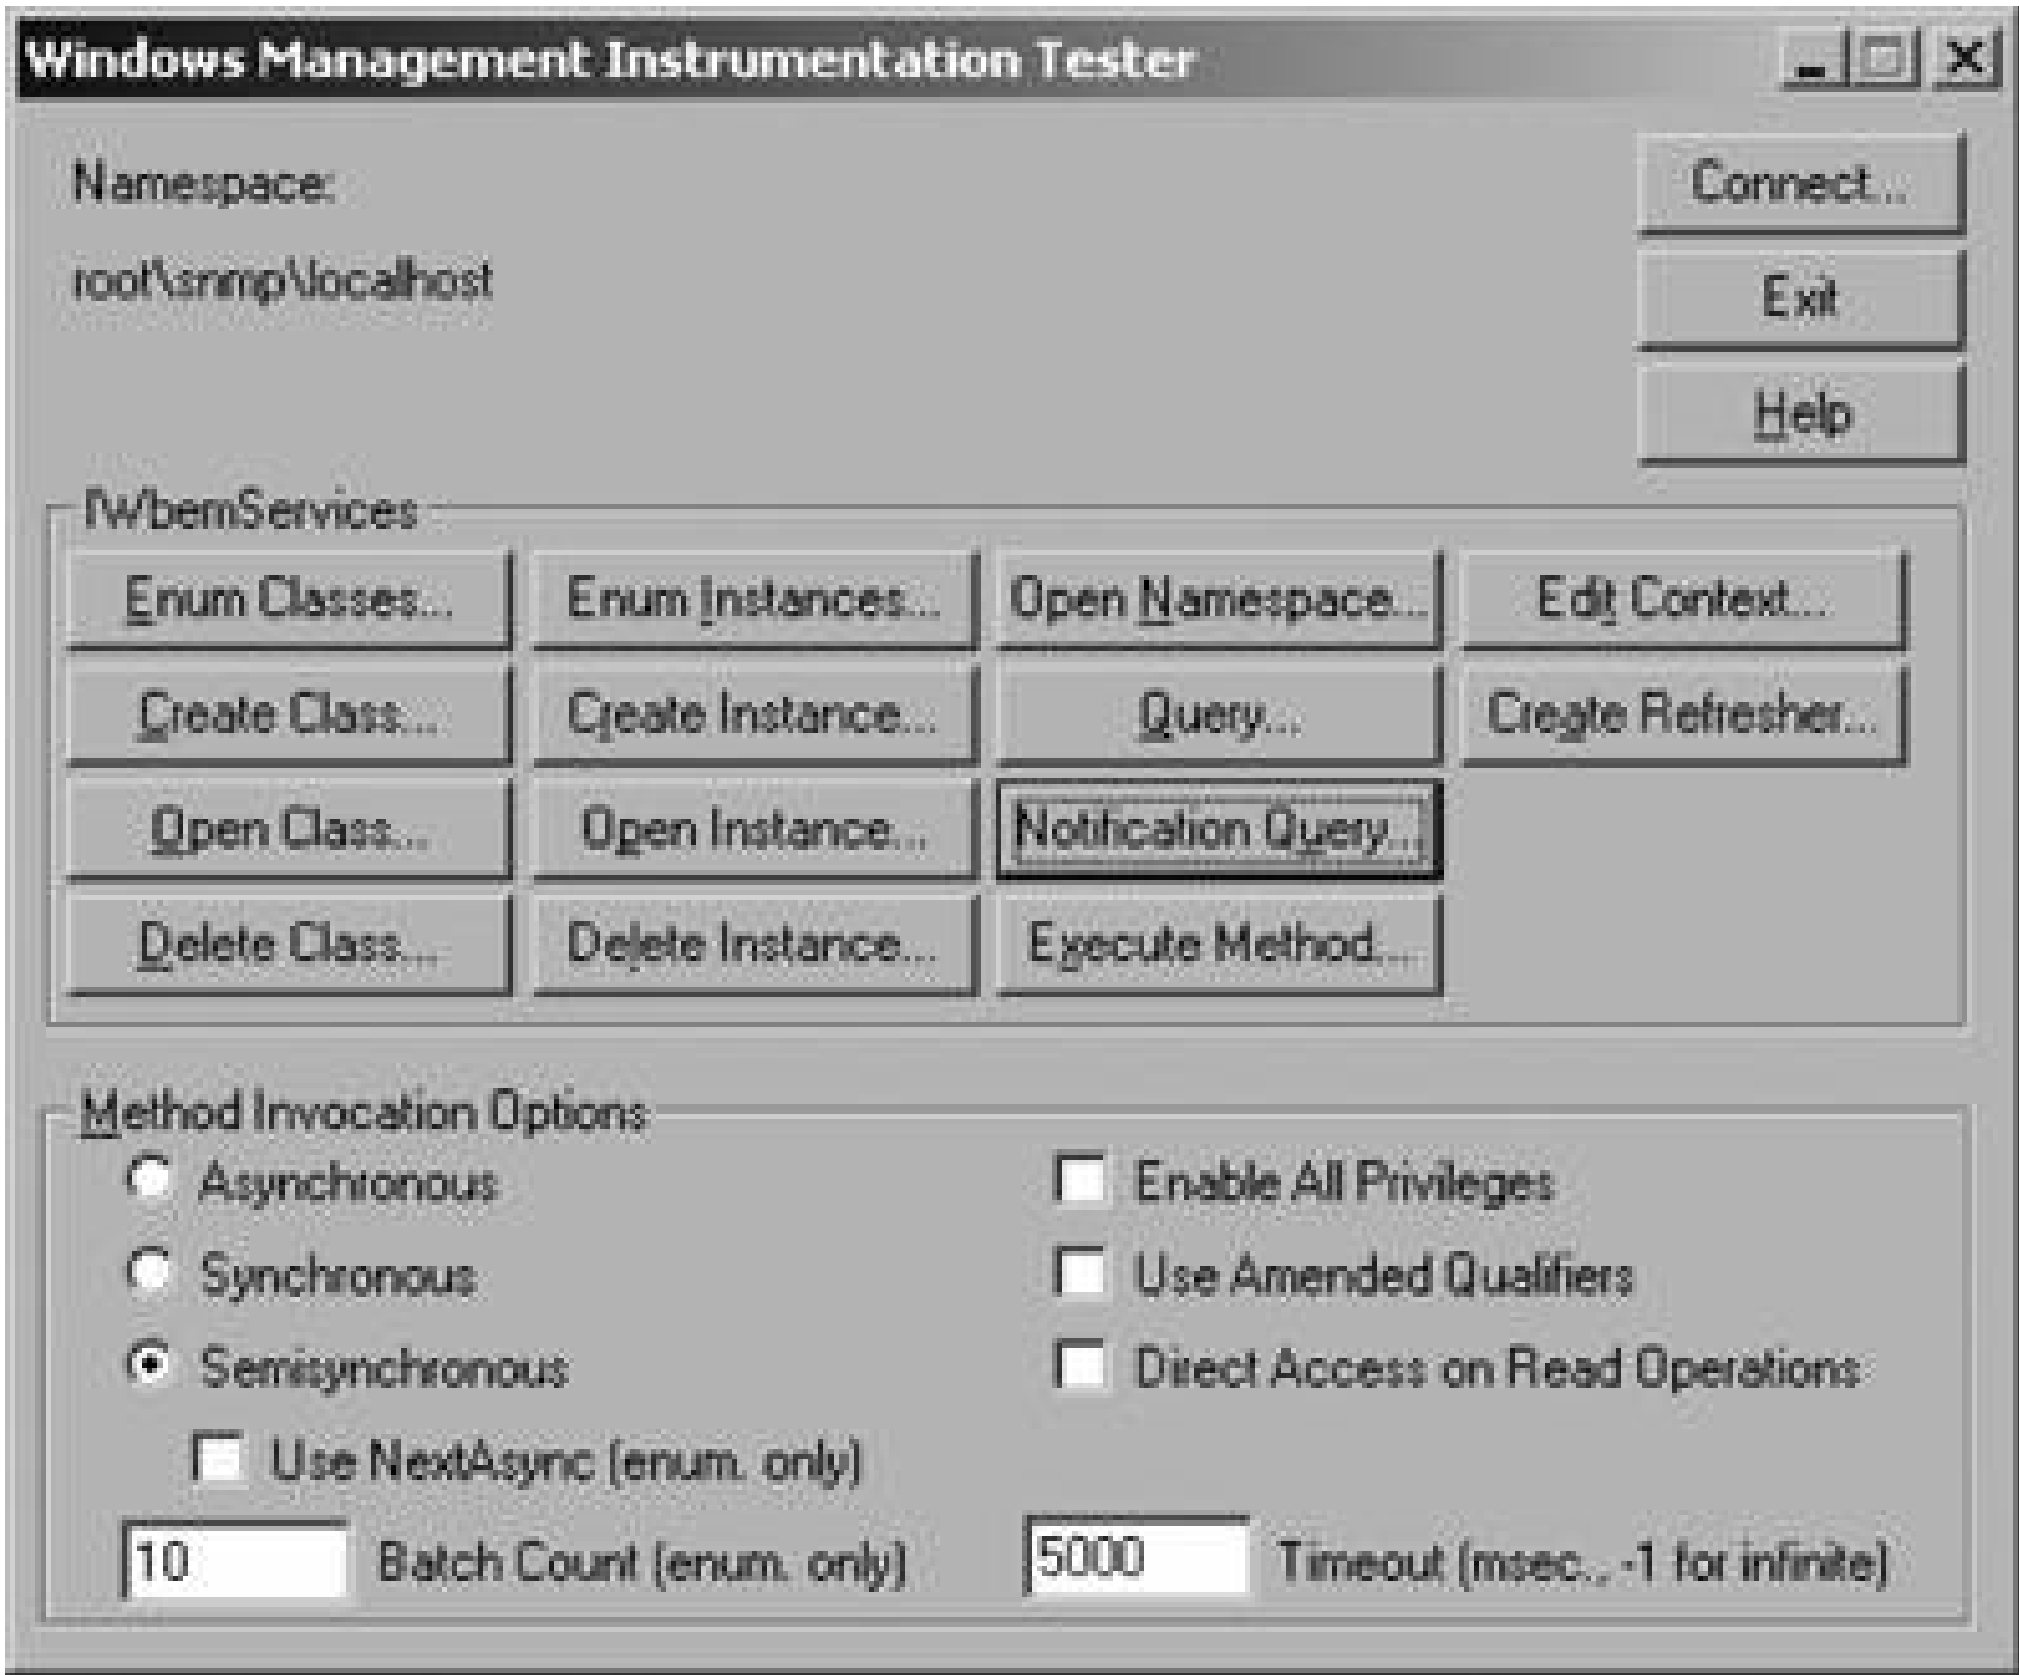 Windows Management Instrumentation Tester
Namespace:
Connect...
root\snmp\localhost
Exit
Help
IWbemServices
Enum Classes... Enum Instances... Open Namespace... Edit Context...
Create Class... Create Instance... Query... Create Refresher...
Open Class... Open Instance... Notification Query...
Delete Class... Delete Instance... Execute Method...
Method Invocation Options
Asynchronous Enable All Privileges
Synchronous Use Amended Qualifiers
Semisynchronous Direct Access on Read Operations
Use NextAsync (enum. only)
10 Batch Count (enum. only) 5000 Timeout (msec., -1 for infinite)